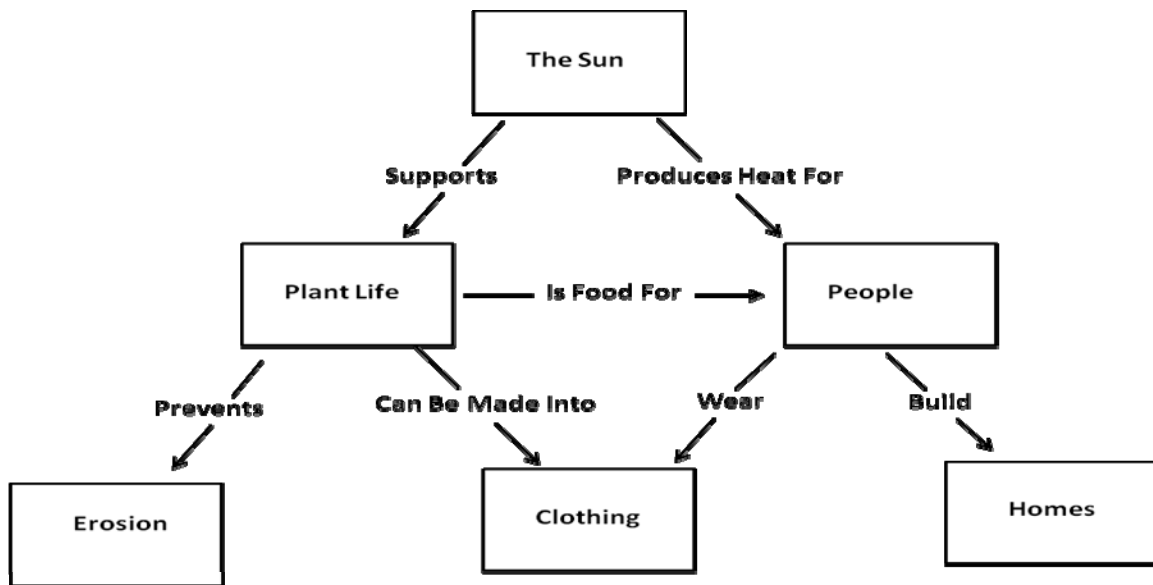 The Sun
Supports
Produces Heat For
Plant Life
Is Food For
People
Prevents
Can Be Made Into
Wear
Build
Erosion
Clothing
Homes